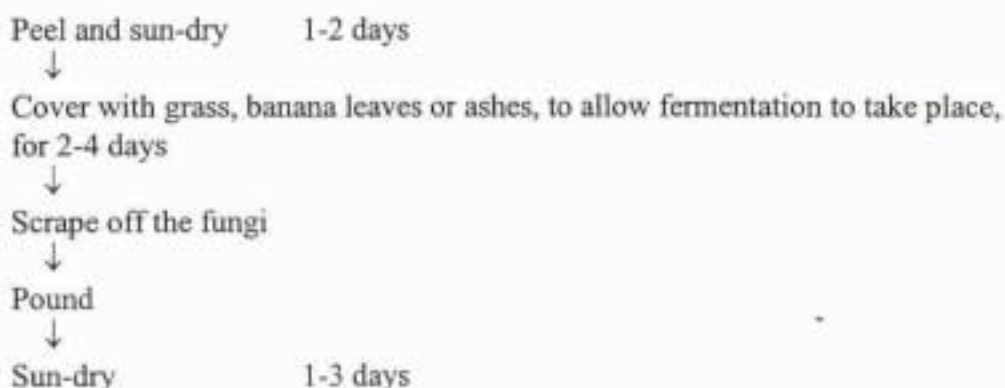 Peel and sun-dry 1-2 days
↓
Cover with grass, banana leaves or ashes, to allow fermentation to take place,
for 2-4 days
↓
Scrape off the fungi
↓
Pound
↓
Sun-dry 1-3 days